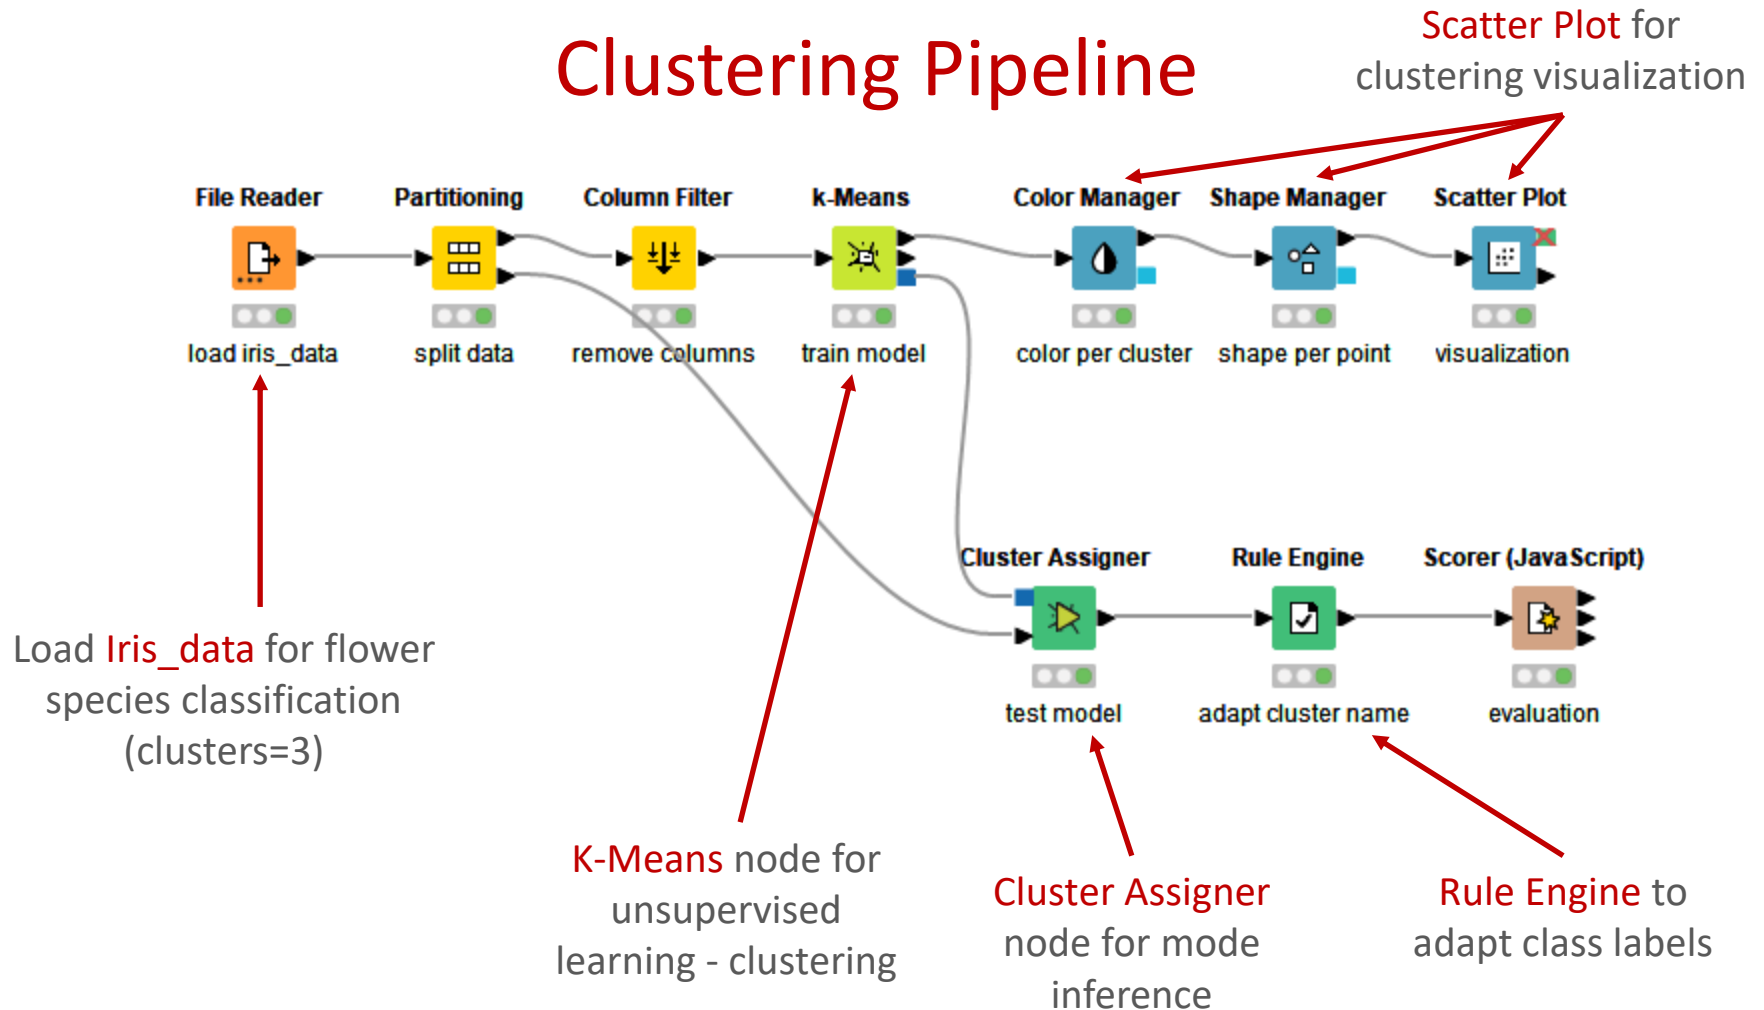 Clustering Pipeline
Scatter Plot for
clustering visualization
File Reader
Partitioning
Column Filter
k-Means
Color Manager
Shape Manager
Scatter Plot
load iris_data
split data
remove columns
train model
color per cluster
shape per point
visualization
Cluster Assigner
Rule Engine
Scorer (JavaScript)
test model
adapt cluster name
evaluation
Load Iris_data for flower
species classification
(clusters=3)
K-Means node for
unsupervised
learning - clustering
Cluster Assigner
node for mode
inference
Rule Engine to
adapt class labels